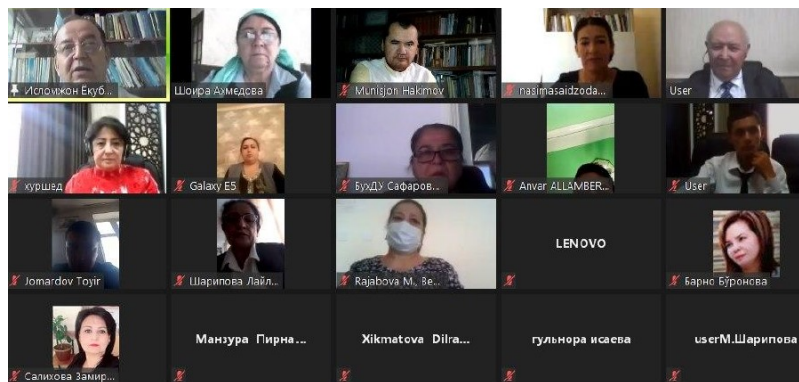 Исломжон Ёкуб...
Шоира Ахмедова
Munisjon Hakimov
nasimasaidzoda...
User
хуршед
Galaxy E5
БухДУ Сафаров...
Anvar ALLAMBER...
User
Jomardov Toyir
Шарипова Лайл...
Rajabova M., Be...
LENOVO
Барно Бўронова
Салихова Замир...
Манзура Пирна...
Xikmatova Dilra...
гульнора исаева
userМ.Шарипова